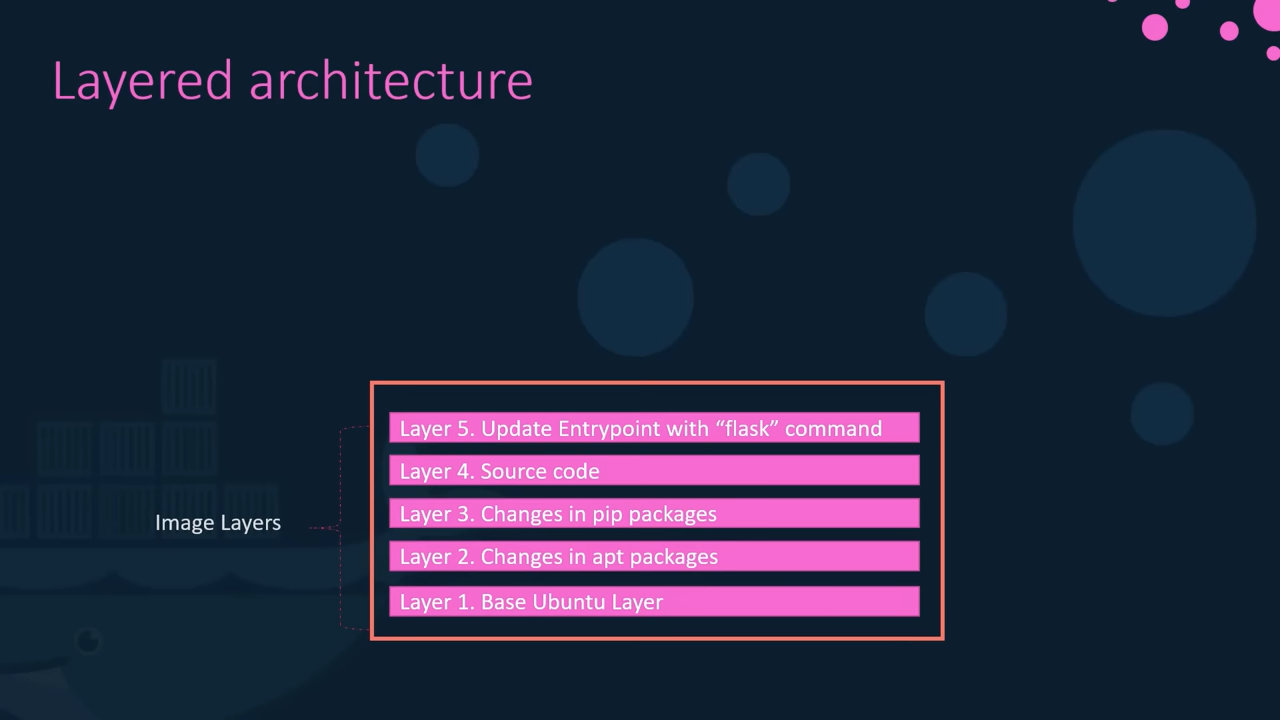 Layered architecture
Layer 5. Update Entrypoint with “flask” command
Layer 4. Source code
Layer 3. Changes in pip packages
Image Layers
Layer 2. Changes in apt packages
Layer 1. Base Ubuntu Layer